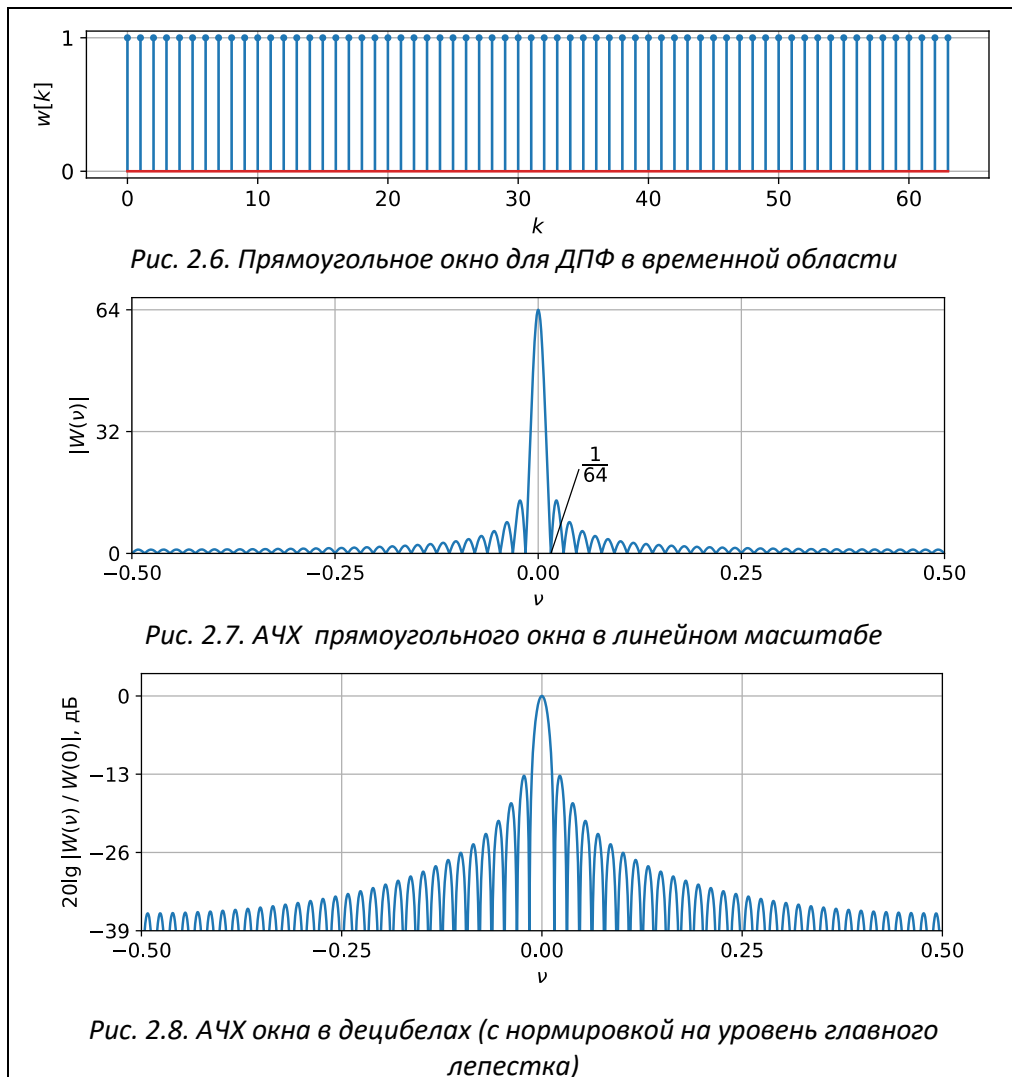 1
w[k]
0
0 10 20 30 40 50 60
k
Рис. 2.6. Прямоугольное окно для ДПФ в временной области
64
|W(ν)|
32
1
64
0
−0.50 −0.25 0.00 0.25 0.50
ν
Рис. 2.7. АЧХ прямоугольного окна в линейном масштабе
20lg |W(ν) / W(0)|, дБ
0
−13
−26
−39
−0.50 −0.25 0.00 0.25 0.50
ν
Рис. 2.8. АЧХ окна в децибелах (с нормировкой на уровень главного
лепестка)